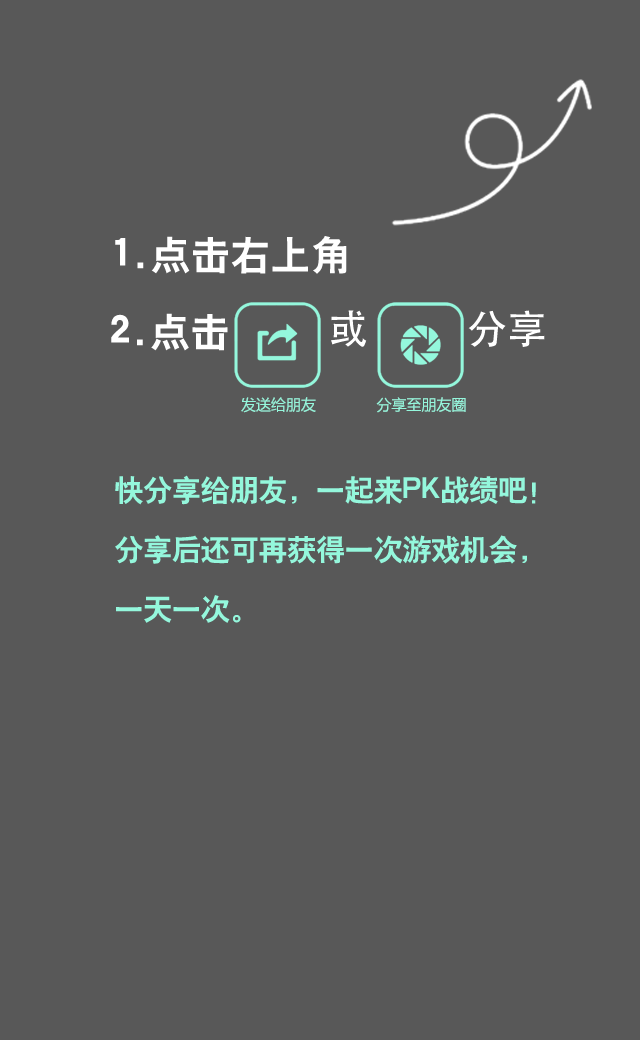 1.点击右上角
2.点击 或 分享
发送给朋友 分享至朋友圈
快分享给朋友，一起来PK战绩吧！
分享后还可再获得一次游戏机会，
一天一次。